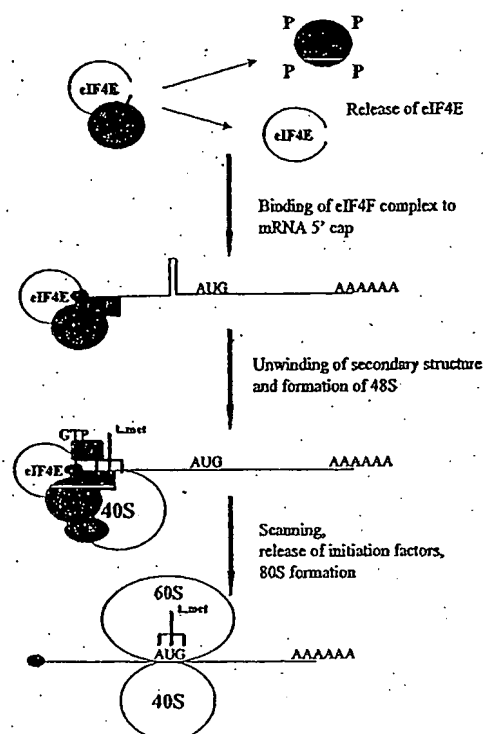 P P
eIF4E
P P
Release of eIF4E
eIF4E
Binding of eIF4F complex to
mRNA 5' cap
eIF4E
AUG
AAAAAA
Unwinding of secondary structure
and formation of 48S
GTP
t.met
eIF4E
AUG
AAAAAA
40S
Scanning,
release of initiation factors,
80S formation
60S
t.met
AUG
AAAAAA
40S